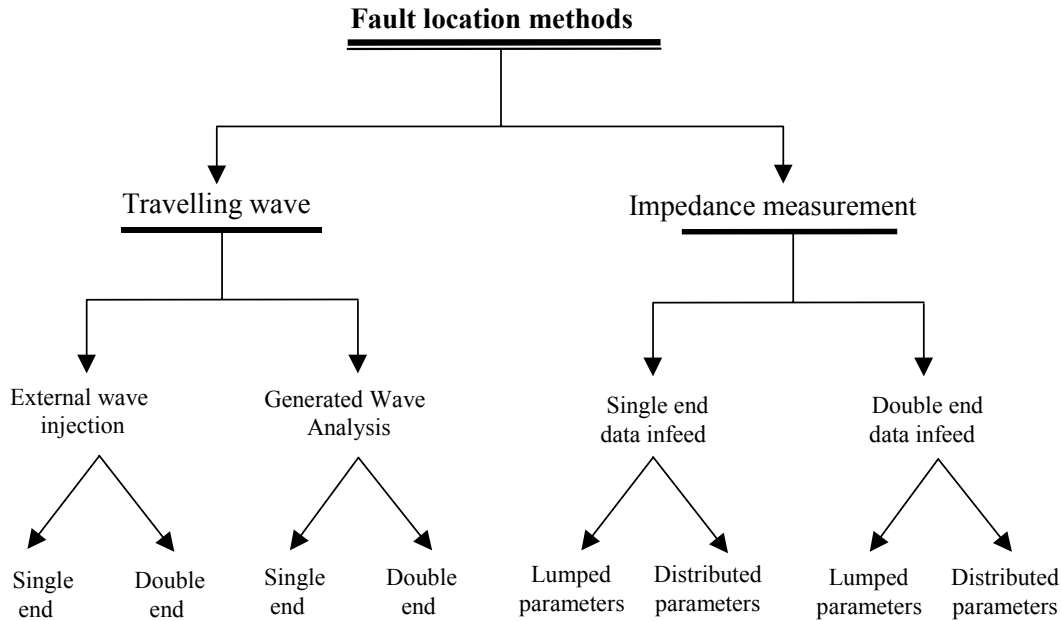 Fault location methods
Travelling wave
Impedance measurement
External wave
injection
Generated Wave
Analysis
Single end
data infeed
Double end
data infeed
Single
end
Double
end
Single
end
Double
end
Lumped
parameters
Distributed
parameters
Lumped
parameters
Distributed
parameters